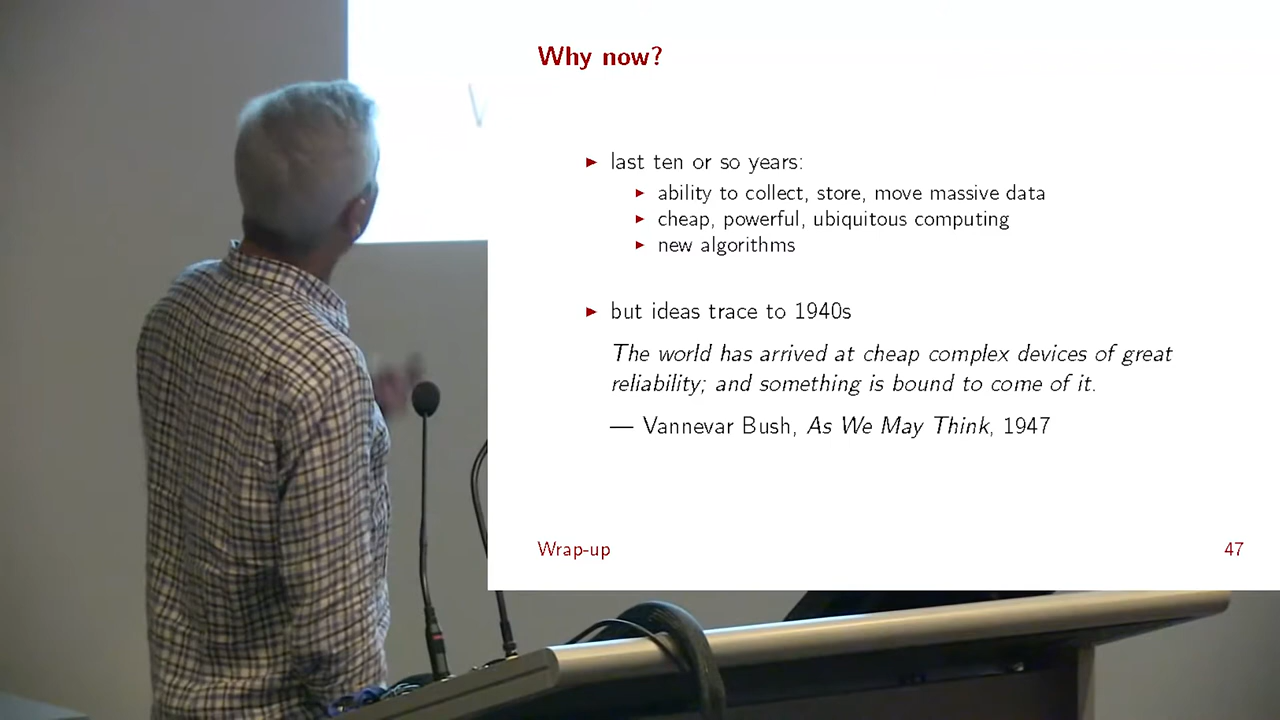 Why now?
► last ten or so years:
► ability to collect, store, move massive data
► cheap, powerful, ubiquitous computing
► new algorithms
► but ideas trace to 1940s
The world has arrived at cheap complex devices of great
reliability; and something is bound to come of it.
— Vannevar Bush, As We May Think, 1947
Wrap-up
47